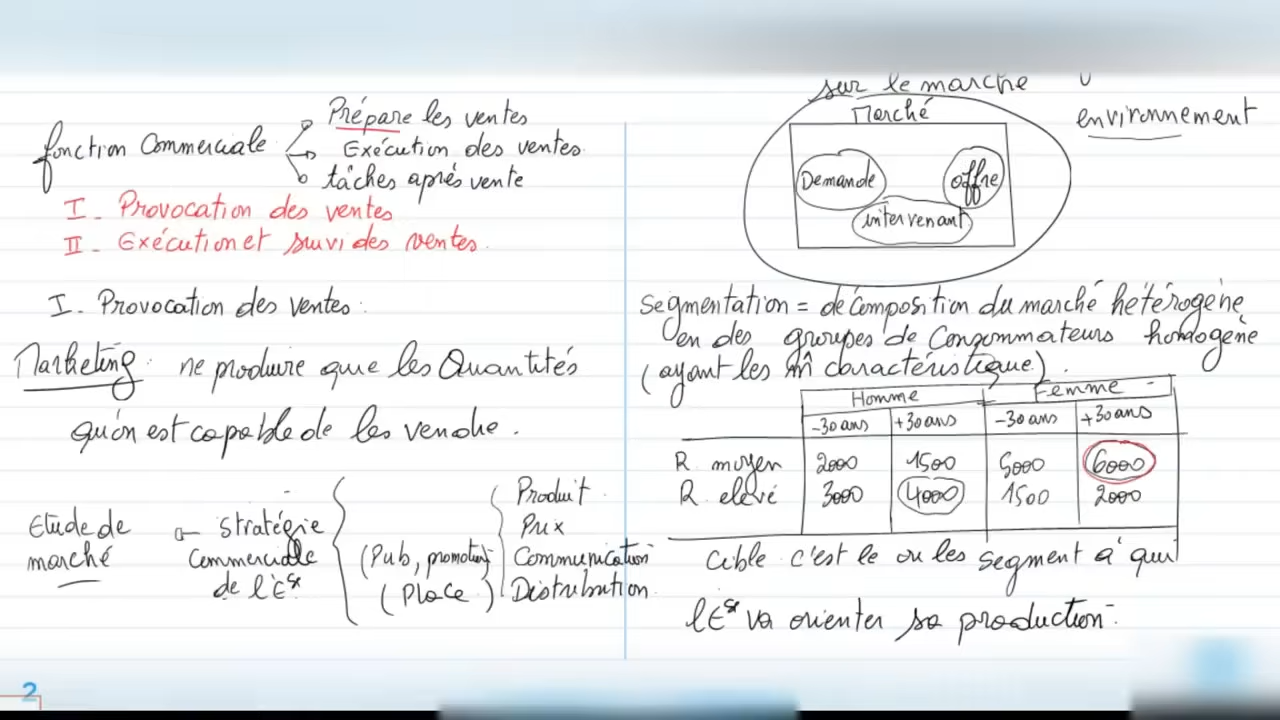 fonction Commerciale
Prépare les ventes
Exécution des ventes
tâches aprés vente
I - Provocation des ventes
II - Exécution et suivi des ventes.
I - Provocation des ventes :
Marketing : ne produire que les Quantités
qu'on est capable de les vendre.
Etude de
marché
stratégie
Commerciale
de l'Ese
(Pub, promotion)
(Place)
Produit
Prix
Communication
Distribution
sur le marche
environnement
Marché
Demande
offre
intervenant
Segmentation = décomposition du marché hétérogène
en des groupes de Consommateurs homogène
(ayant les m̂ caractéristique).
Homme Femme
-30 ans +30 ans -30 ans +30 ans
R. moyen 2000 1500 5000 6000
R. elevé 3000 4000 1500 2000
Cible c'est le ou les segment à qui
l'Ese va orienter sa production.
2